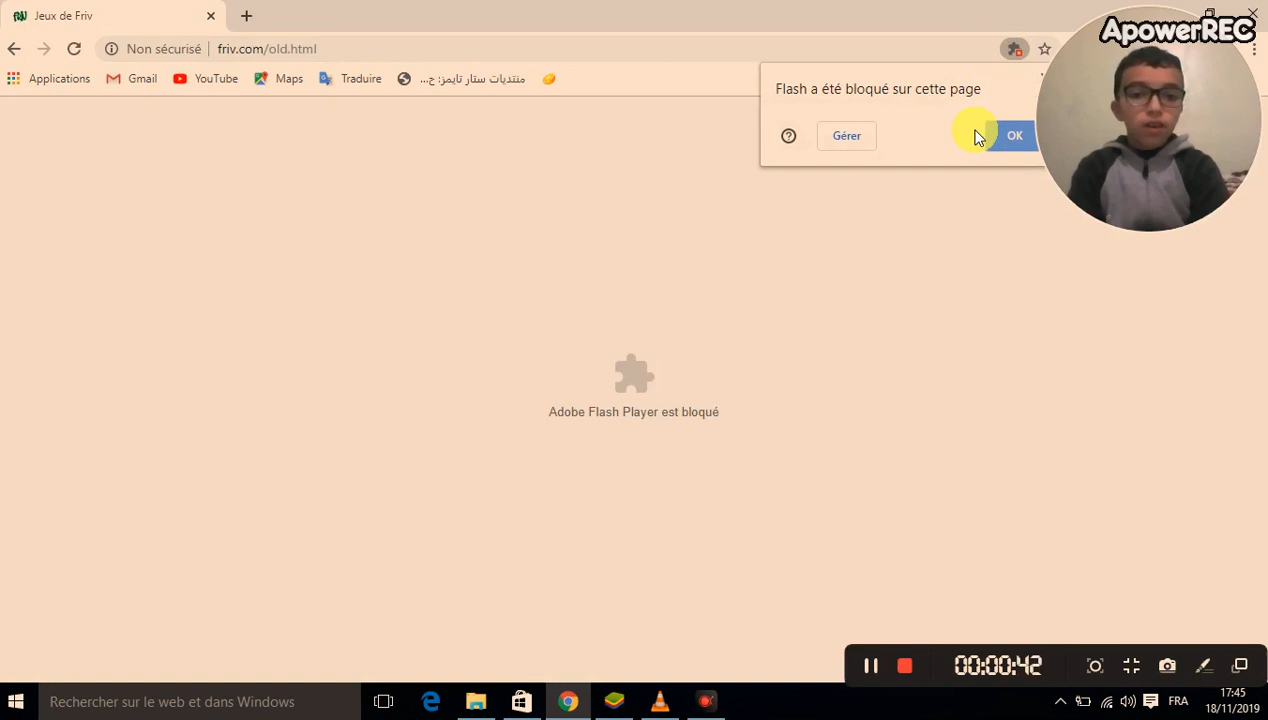 Jeux de Friv
ApowerREC
Non sécurisé
friv.com/old.html
Applications
Gmail
YouTube
Maps
Traduire
منتديات ستار تايمز: ح...
Flash a été bloqué sur cette page
Gérer
OK
Adobe Flash Player est bloqué
00:00:42
Rechercher sur le web et dans Windows
FRA
17:45
18/11/2019